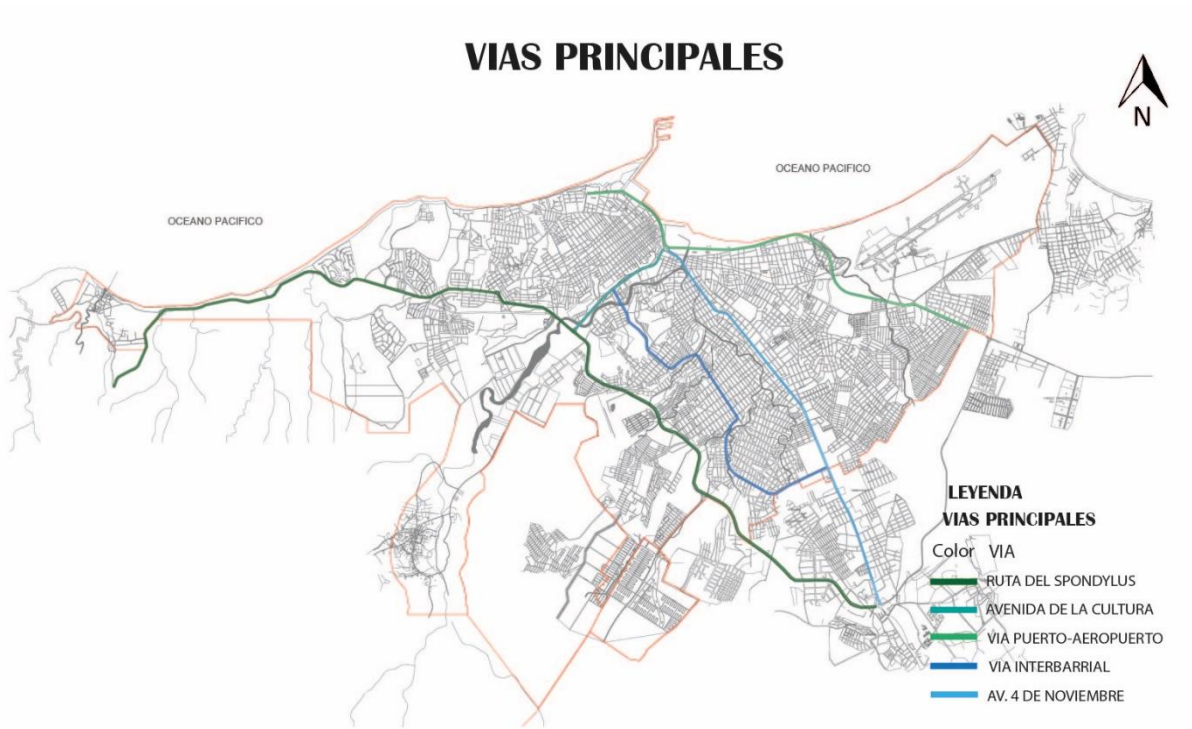 VIAS PRINCIPALES
N
OCEANO PACIFICO
OCEANO PACIFICO
LEYENDA
VIAS PRINCIPALES
Color VIA
RUTA DEL SPONDYLUS
AVENIDA DE LA CULTURA
VIA PUERTO-AEROPUERTO
VIA INTERBARRIAL
AV. 4 DE NOVIEMBRE